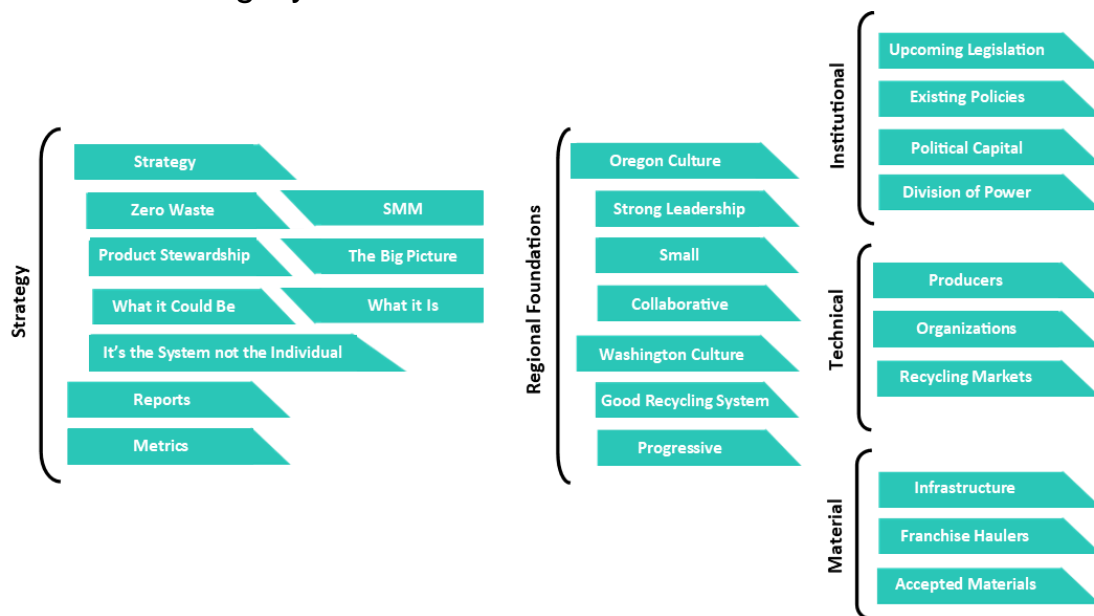 Strategy
Strategy
Zero Waste
SMM
Product Stewardship
The Big Picture
What it Could Be
What it Is
It's the System not the Individual
Reports
Metrics
Regional Foundations
Oregon Culture
Strong Leadership
Small
Collaborative
Washington Culture
Good Recycling System
Progressive
Institutional
Upcoming Legislation
Existing Policies
Political Capital
Division of Power
Technical
Producers
Organizations
Recycling Markets
Material
Infrastructure
Franchise Haulers
Accepted Materials